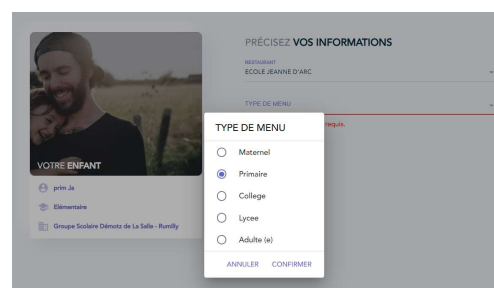 PRÉCISEZ VOS INFORMATIONS
RESTAURANT
ECOLE JEANNE D'ARC
TYPE DE MENU
requis.
VOTRE ENFANT
prim Ja
Elémentaire
Groupe Scolaire Démotz de La Salle - Rumilly
TYPE DE MENU
Maternel
Primaire
College
Lycee
Adulte (e)
ANNULER CONFIRMER